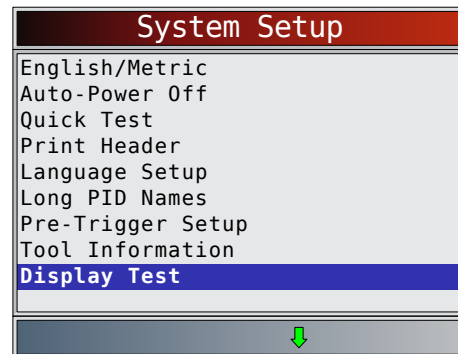 System Setup
English/Metric
Auto-Power Off
Quick Test
Print Header
Language Setup
Long PID Names
Pre-Trigger Setup
Tool Information
Display Test